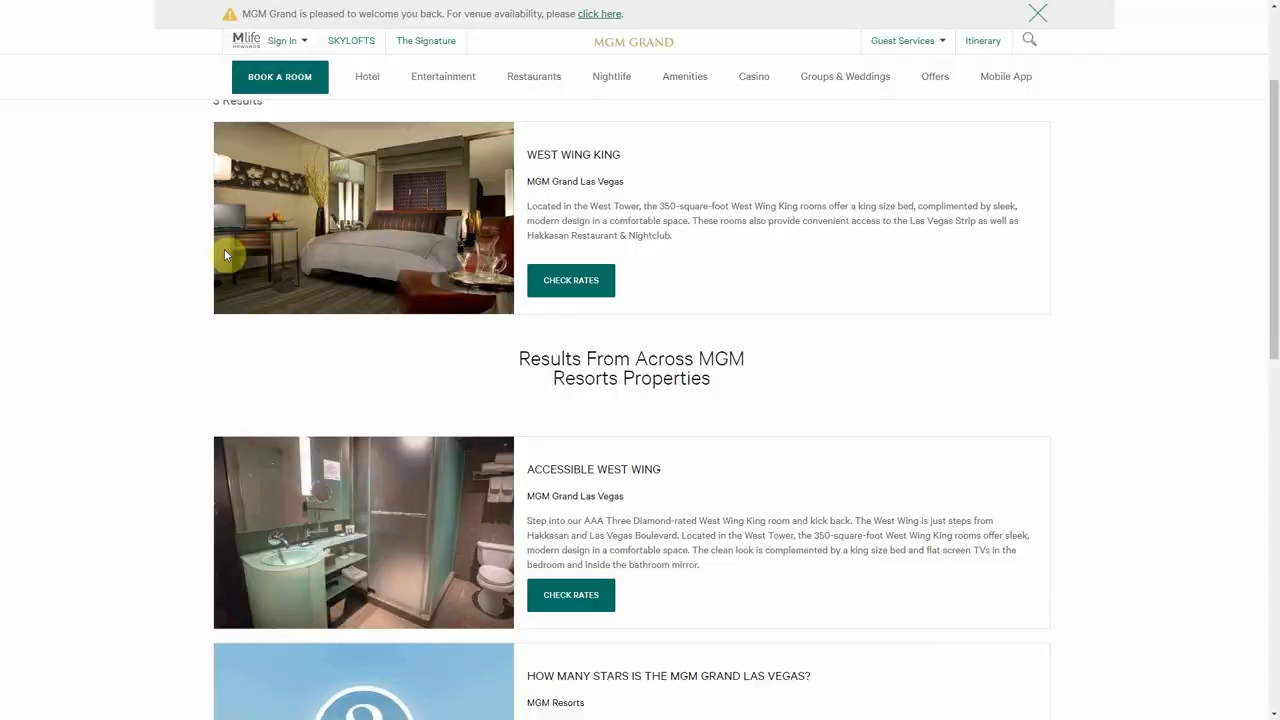 MGM Grand is pleased to welcome you back. For venue availability, please click here.
Mlife
REWARDS
Sign In
SKYLOFTS
The Signature
MGM GRAND
Guest Services
Itinerary
BOOK A ROOM
Hotel
Entertainment
Restaurants
Nightlife
Amenities
Casino
Groups & Weddings
Offers
Mobile App
3 Results
WEST WING KING
MGM Grand Las Vegas
Located in the West Tower, the 350-square-foot West Wing King rooms offer a king size bed, complimented by sleek,
modern design in a comfortable space. These rooms also provide convenient access to the Las Vegas Strip as well as
Hakkasan Restaurant & Nightclub.
CHECK RATES
Results From Across MGM
Resorts Properties
ACCESSIBLE WEST WING
MGM Grand Las Vegas
Step into our AAA Three Diamond-rated West Wing King room and kick back. The West Wing is just steps from
Hakkasan and Las Vegas Boulevard. Located in the West Tower, the 350-square-foot West Wing King rooms offer sleek,
modern design in a comfortable space. The clean look is complemented by a king size bed and flat screen TVs in the
bedroom and inside the bathroom mirror.
CHECK RATES
HOW MANY STARS IS THE MGM GRAND LAS VEGAS?
MGM Resorts